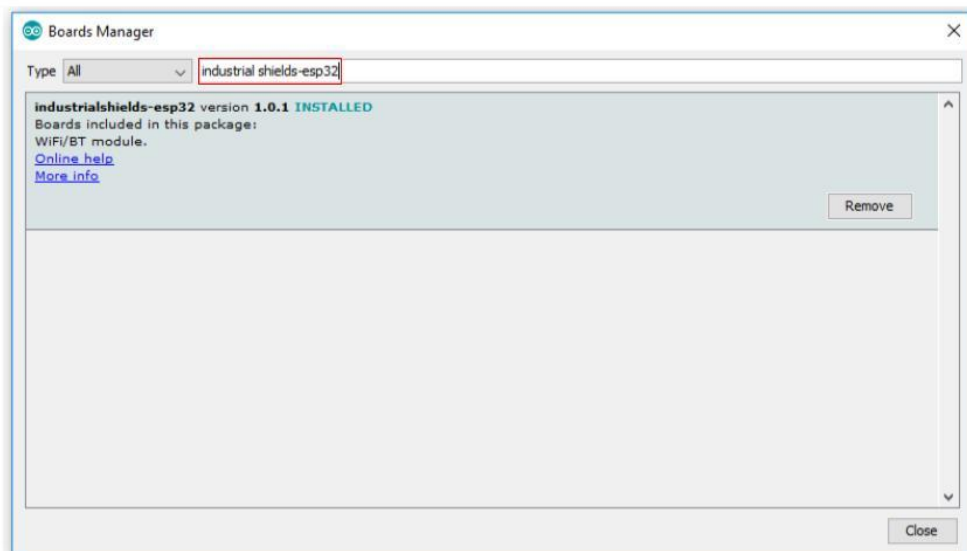 Boards Manager
Type All industrial shields-esp32
industrialshields-esp32 version 1.0.1 INSTALLED
Boards included in this package:
WiFi/BT module.
Online help
More info
Remove
Close